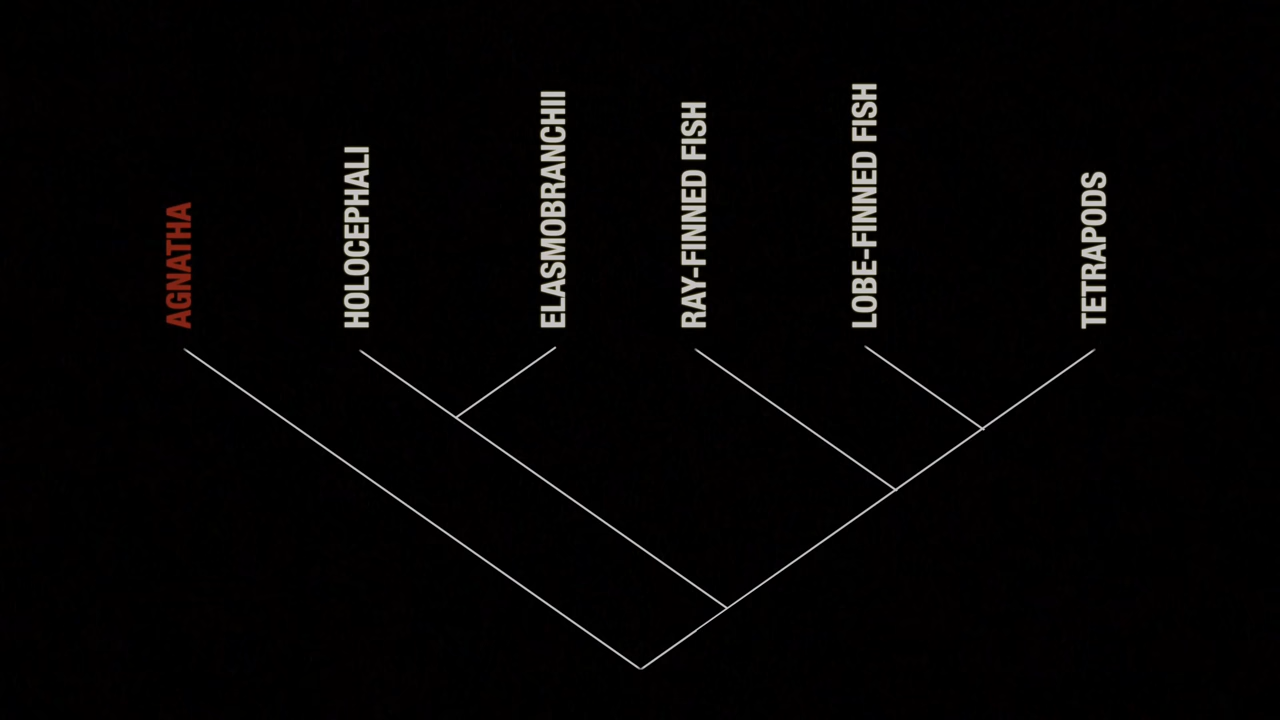 AGNATHA
HOLOCEPHALI
ELASMOBRANCHII
RAY-FINNED FISH
LOBE-FINNED FISH
TETRAPODS